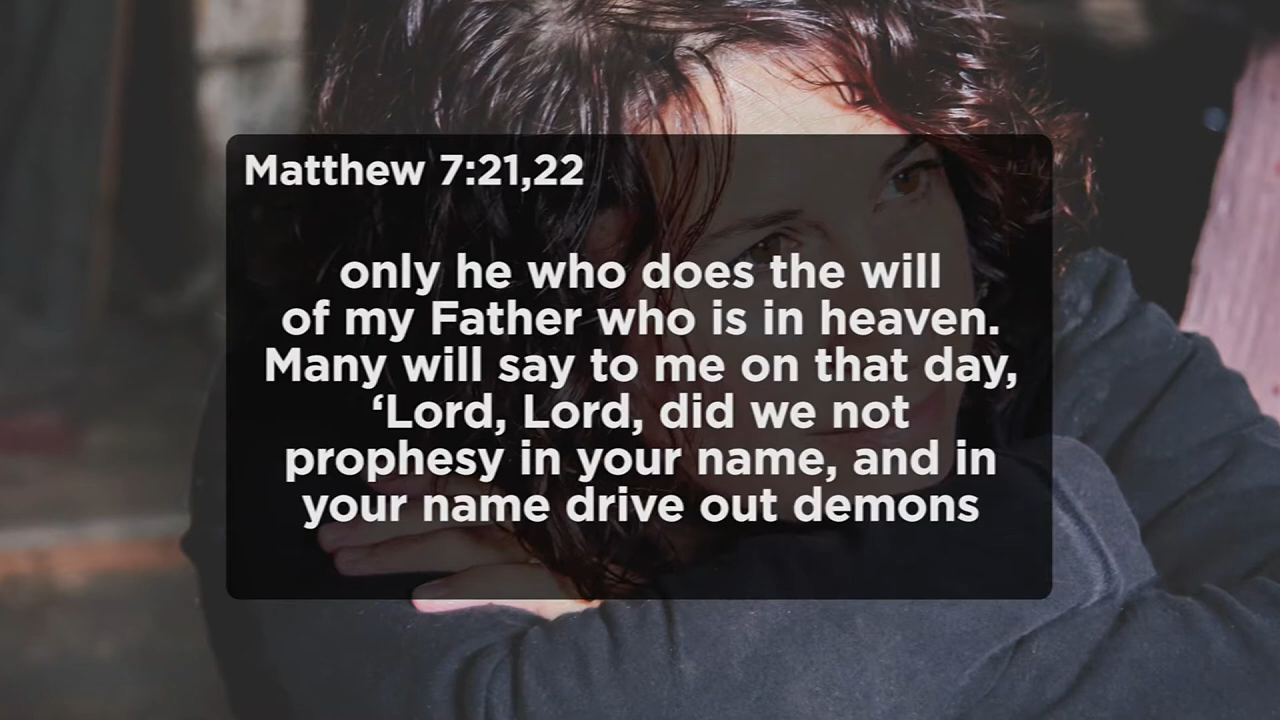 Matthew 7:21,22
only he who does the will
of my Father who is in heaven.
Many will say to me on that day,
‘Lord, Lord, did we not
prophesy in your name, and in
your name drive out demons